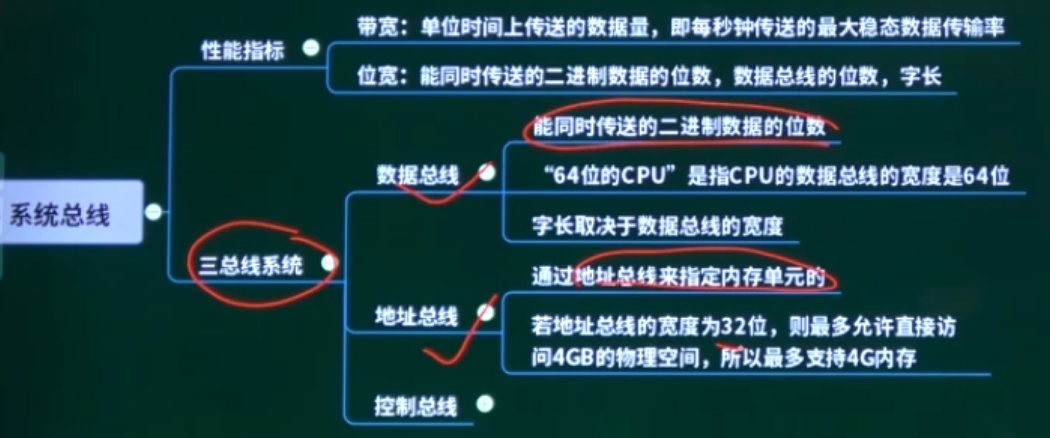 性能指标
带宽：单位时间上传送的数据量，即每秒钟传送的最大稳态数据传输率
位宽：能同时传送的二进制数据的位数，数据总线的位数，字长
系统总线
三总线系统
数据总线
能同时传送的二进制数据的位数
“64位的CPU”是指CPU的数据总线的宽度是64位
字长取决于数据总线的宽度
地址总线
通过地址总线来指定内存单元的
若地址总线的宽度为32位，则最多允许直接访
问4GB的物理空间，所以最多支持4G内存
控制总线